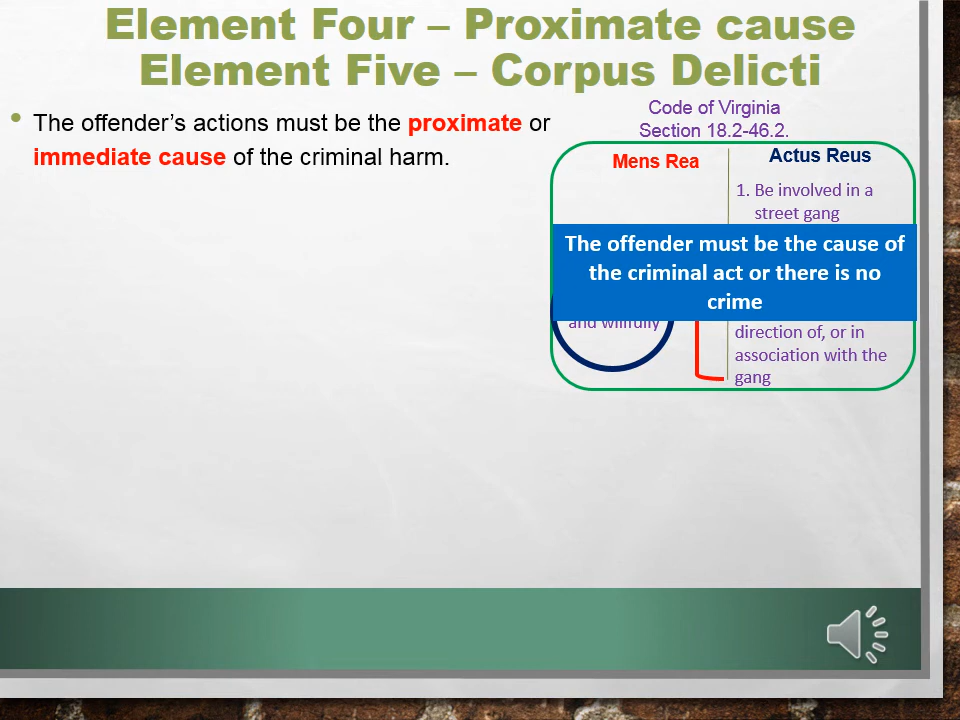 Element Four – Proximate cause
Element Five – Corpus Delicti
• The offender’s actions must be the proximate or
immediate cause of the criminal harm.
Code of Virginia
Section 18.2-46.2.
Mens Rea
Actus Reus
1. Be involved in a
street gang
The offender must be the cause of
the criminal act or there is no
crime
and willfully
direction of, or in
association with the
gang